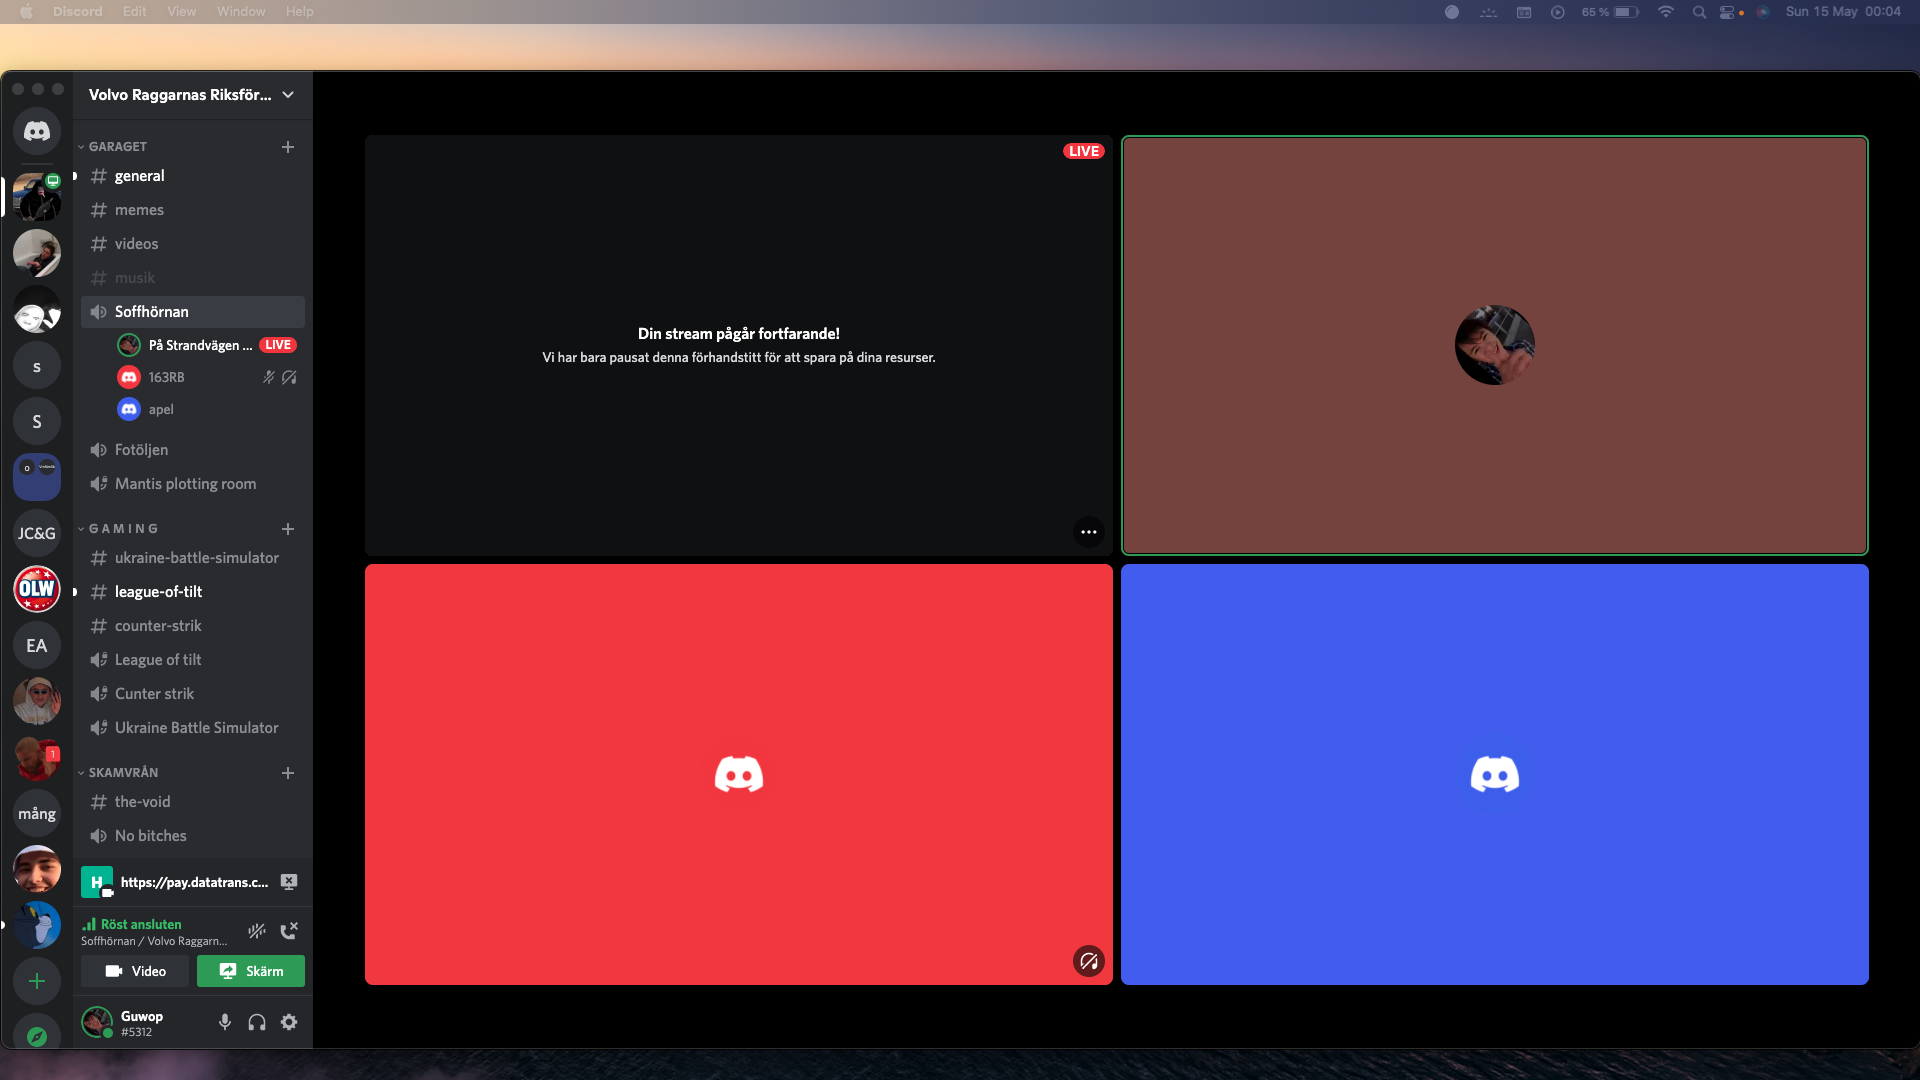 Discord Edit View Window Help
65 % Sun 15 May 00:04
Volvo Raggarnas Riksför...
GARAGET
general
memes
videos
musik
Soffhörnan
På Strandvägen ... LIVE
163RB
apel
Fotöljen
Mantis plotting room
GAMING
ukraine-battle-simulator
league-of-tilt
counter-strik
League of tilt
Cunter strik
Ukraine Battle Simulator
SKAMVRÅN
the-void
No bitches
H https://pay.datatrans.c...
Röst ansluten
Soffhörnan / Volvo Raggarn...
Video Skärm
Guwop
#5312
s
S
JC&G
OLW
EA
1
mång
LIVE
Din stream pågår fortfarande!
Vi har bara pausat denna förhandstitt för att spara på dina resurser.